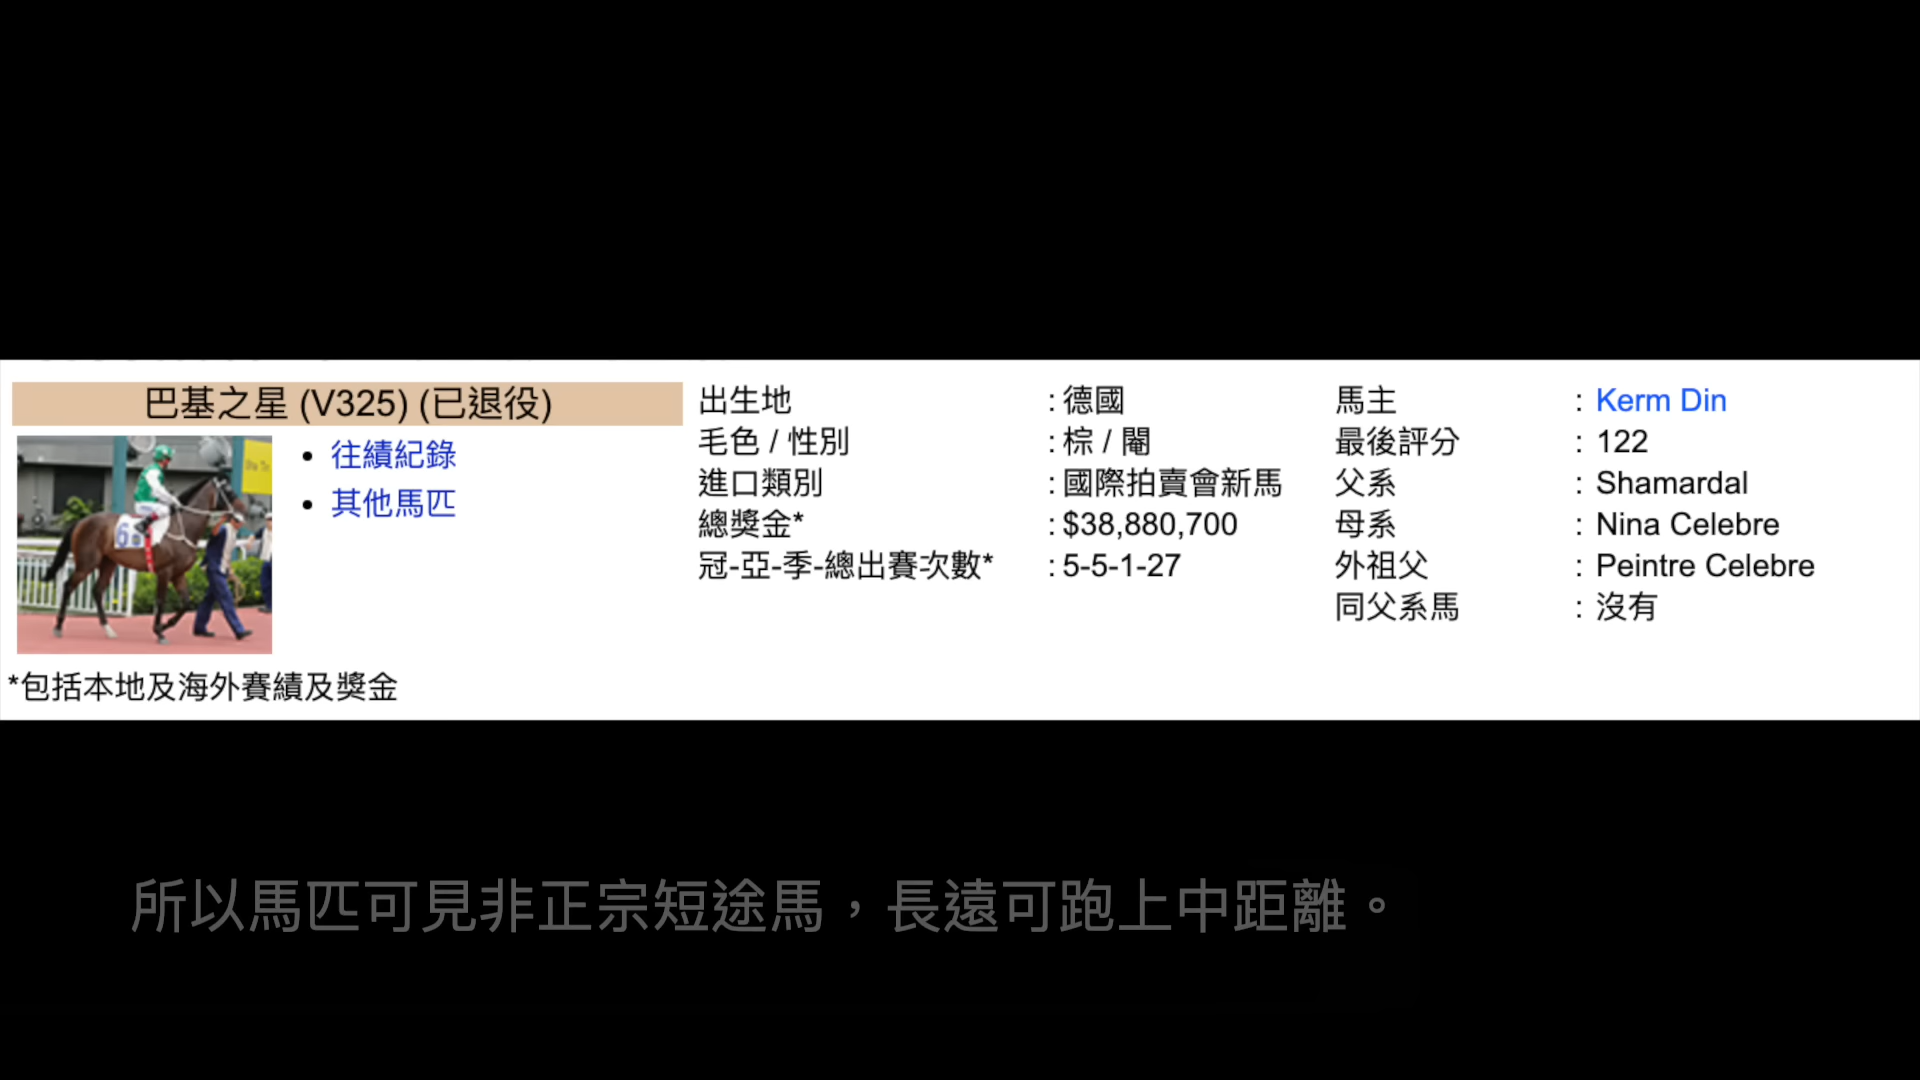 巴基之星 (V325) (已退役)
• 往績紀錄
• 其他馬匹
*包括本地及海外賽績及獎金
出生地 : 德國
毛色 / 性別 : 棕 / 閹
進口類別 : 國際拍賣會新馬
總獎金* : $38,880,700
冠-亞-季-總出賽次數* : 5-5-1-27
馬主 : Kerm Din
最後評分 : 122
父系 : Shamardal
母系 : Nina Celebre
外祖父 : Peintre Celebre
同父系馬 : 沒有
6
所以馬匹可見非正宗短途馬，長遠可跑上中距離。